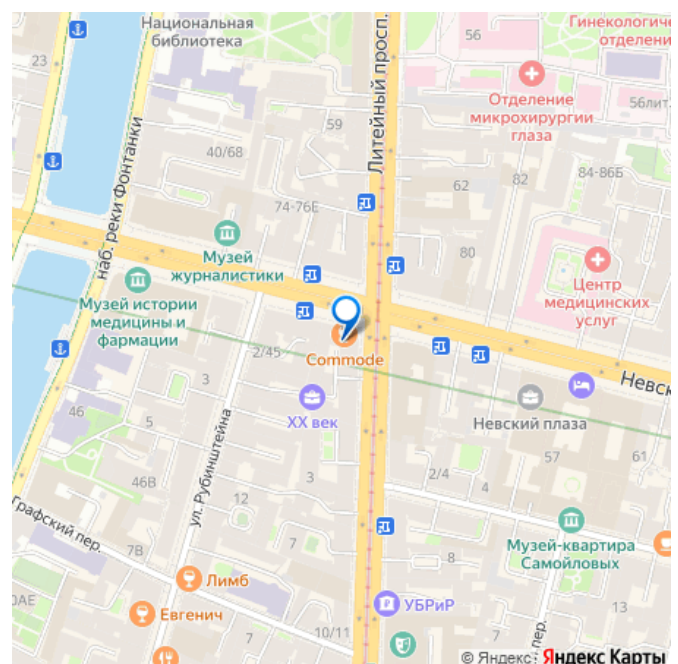 Национальная
библиотека
56
Гинекологиче
отделени
23
Литейный просп.
59
Отделение
микрохирургии
глаза
56лит.
наб. реки Фонтанки
40/68
62
82
84-86Б
74-76Е
Музей
журналистики
80
Центр
медицинских
услуг
Музей истории
медицины и
фармации
2/45
Commode
Невск
3
46
5
XX век
Невский плаза
57
61
ул. Рубинштейна
46В
3
2/4
4
12
Графский пер.
7В
7
8
Музей-квартира
Самойловых
Лимб
Евгенич
УБРиР
13
7
10/11
7
пер.
© Яндекс
Яндекс Карты